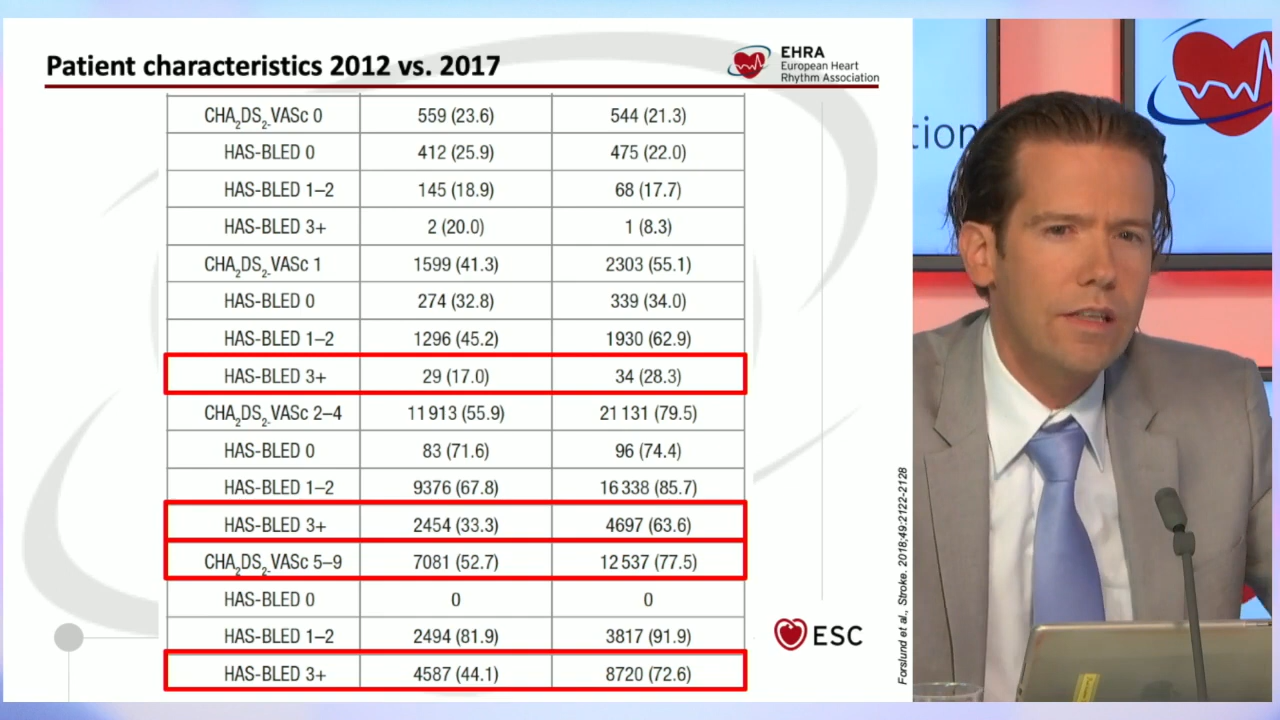 Patient characteristics 2012 vs. 2017
EHRA
European Heart
Rhythm Association
CHA2DS2-VASc 0 559 (23.6) 544 (21.3)
HAS-BLED 0 412 (25.9) 475 (22.0)
HAS-BLED 1–2 145 (18.9) 68 (17.7)
HAS-BLED 3+ 2 (20.0) 1 (8.3)
CHA2DS2-VASc 1 1599 (41.3) 2303 (55.1)
HAS-BLED 0 274 (32.8) 339 (34.0)
HAS-BLED 1–2 1296 (45.2) 1930 (62.9)
HAS-BLED 3+ 29 (17.0) 34 (28.3)
CHA2DS2-VASc 2–4 11 913 (55.9) 21 131 (79.5)
HAS-BLED 0 83 (71.6) 96 (74.4)
HAS-BLED 1–2 9376 (67.8) 16 338 (85.7)
HAS-BLED 3+ 2454 (33.3) 4697 (63.6)
CHA2DS2-VASc 5–9 7081 (52.7) 12 537 (77.5)
HAS-BLED 0 0 0
HAS-BLED 1–2 2494 (81.9) 3817 (91.9)
HAS-BLED 3+ 4587 (44.1) 8720 (72.6)
ESC
Forslund et al., Stroke. 2018;49:2122-2128
tion